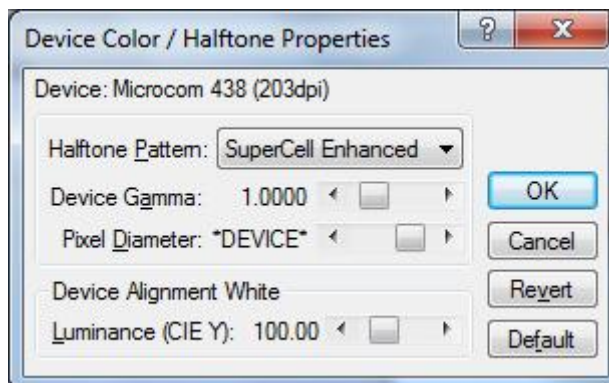 Device Color / Halftone Properties
Device: Microcom 438 (203dpi)
Halftone Pattern: SuperCell Enhanced
Device Gamma: 1.0000
Pixel Diameter: *DEVICE*
Device Alignment White
Luminance (CIE Y): 100.00
OK
Cancel
Revert
Default